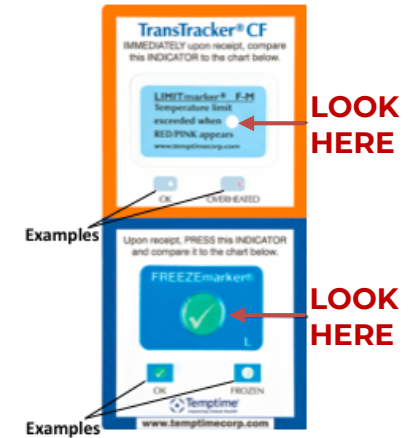 TransTracker® CF
IMMEDIATELY upon receipt, compare
this INDICATOR to the chart below.
LIMITmarker® F-M
Temperature limit
exceeded when
RED/PINK appears
www.temptimecorp.com
LOOK
HERE
OK OVERHEATED
Examples
Upon receipt, PRESS this INDICATOR
and compare it to the chart below.
FREEZEmarker®
L
LOOK
HERE
OK FROZEN
Temptime
Examples
www.temptimecorp.com